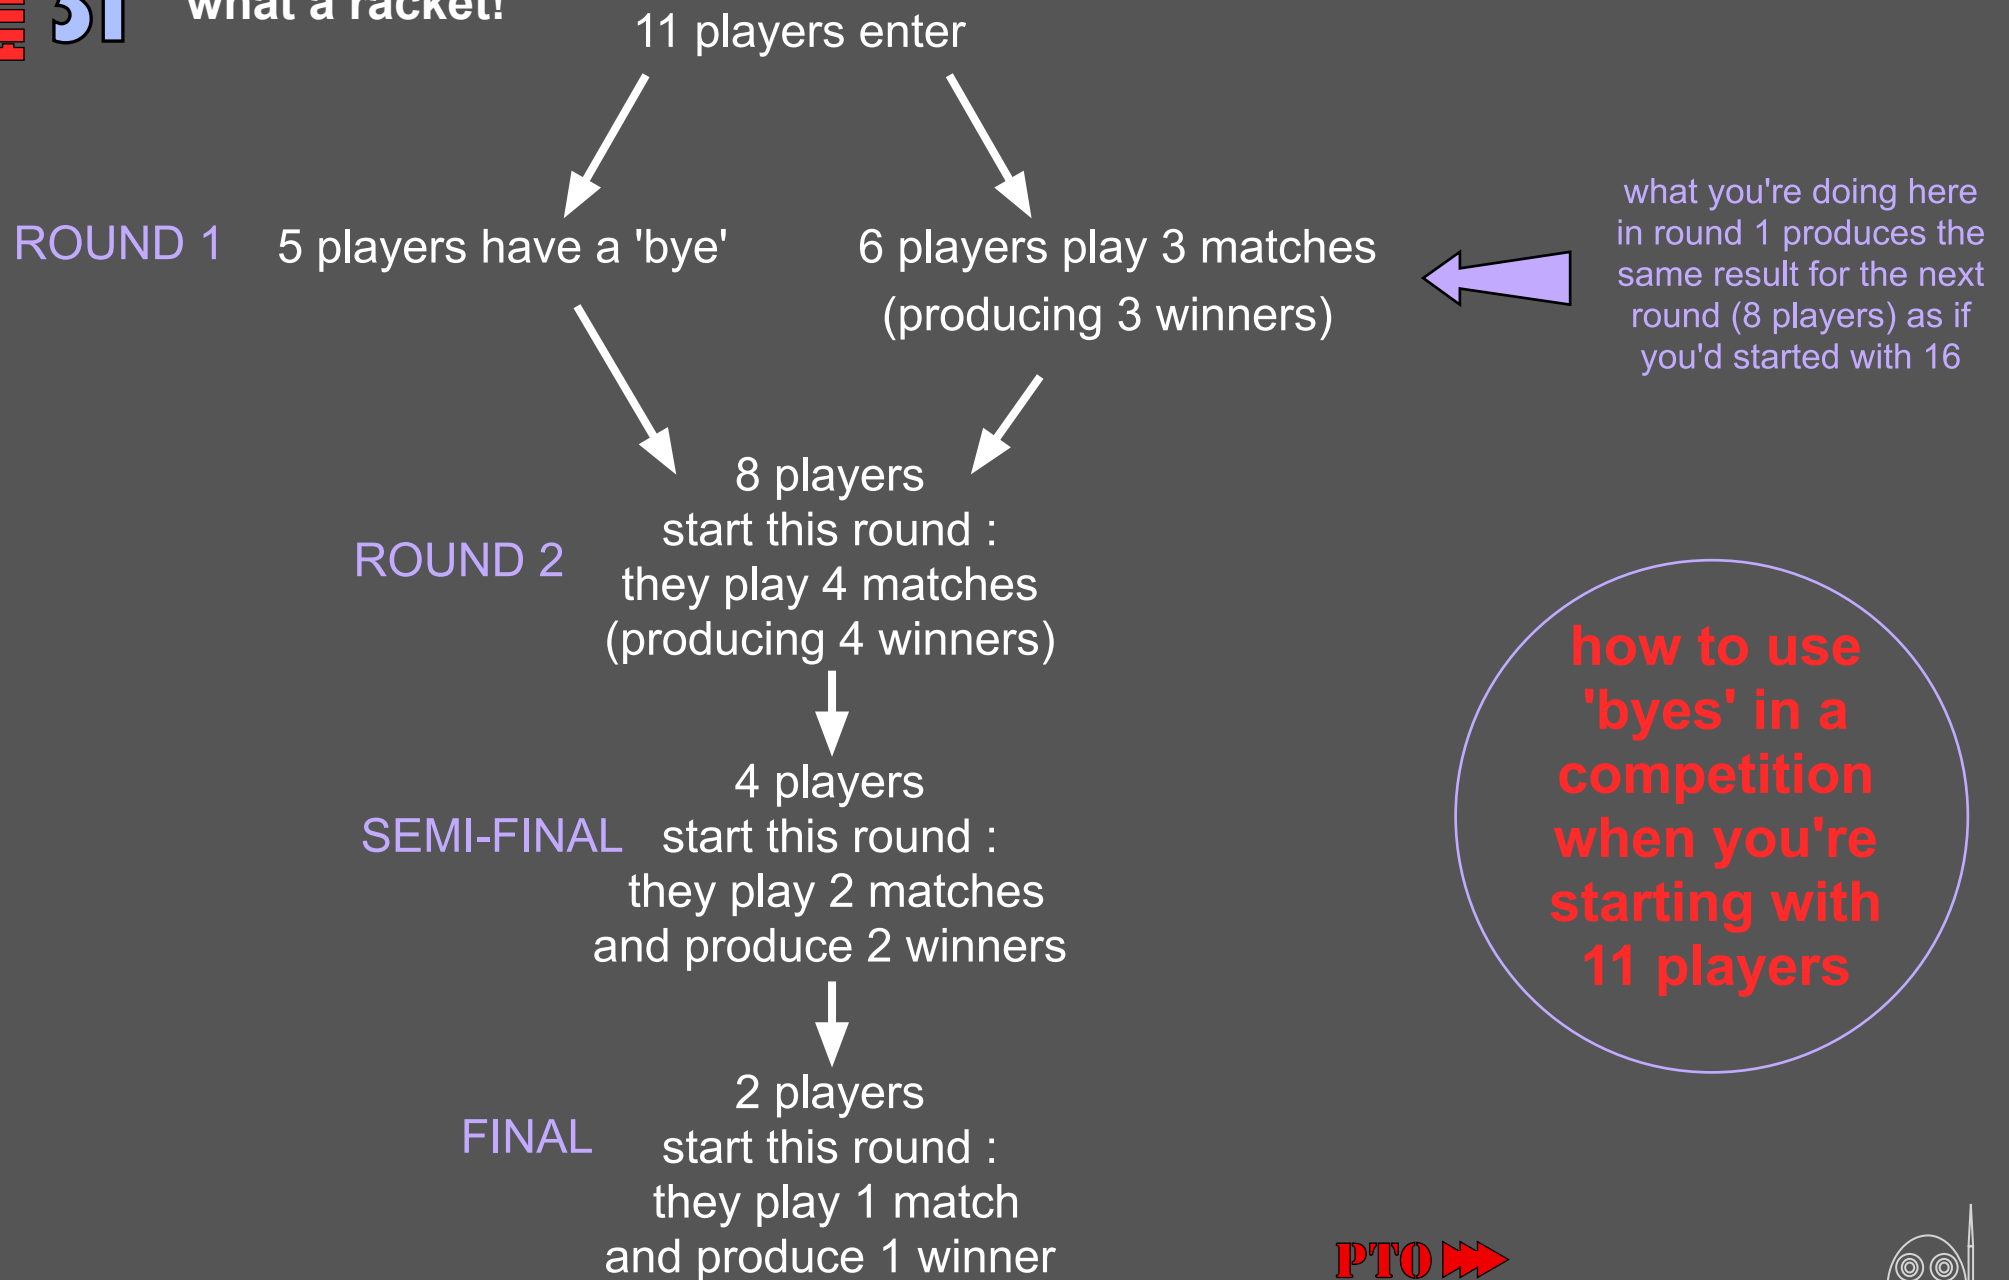 31
what a racket!
11 players enter
ROUND 1
5 players have a 'bye'
6 players play 3 matches
(producing 3 winners)
what you're doing here
in round 1 produces the
same result for the next
round (8 players) as if
you'd started with 16
ROUND 2
8 players
start this round :
they play 4 matches
(producing 4 winners)
how to use
'byes' in a
competition
when you're
starting with
11 players
SEMI-FINAL
4 players
start this round :
they play 2 matches
and produce 2 winners
FINAL
2 players
start this round :
they play 1 match
and produce 1 winner
PTO